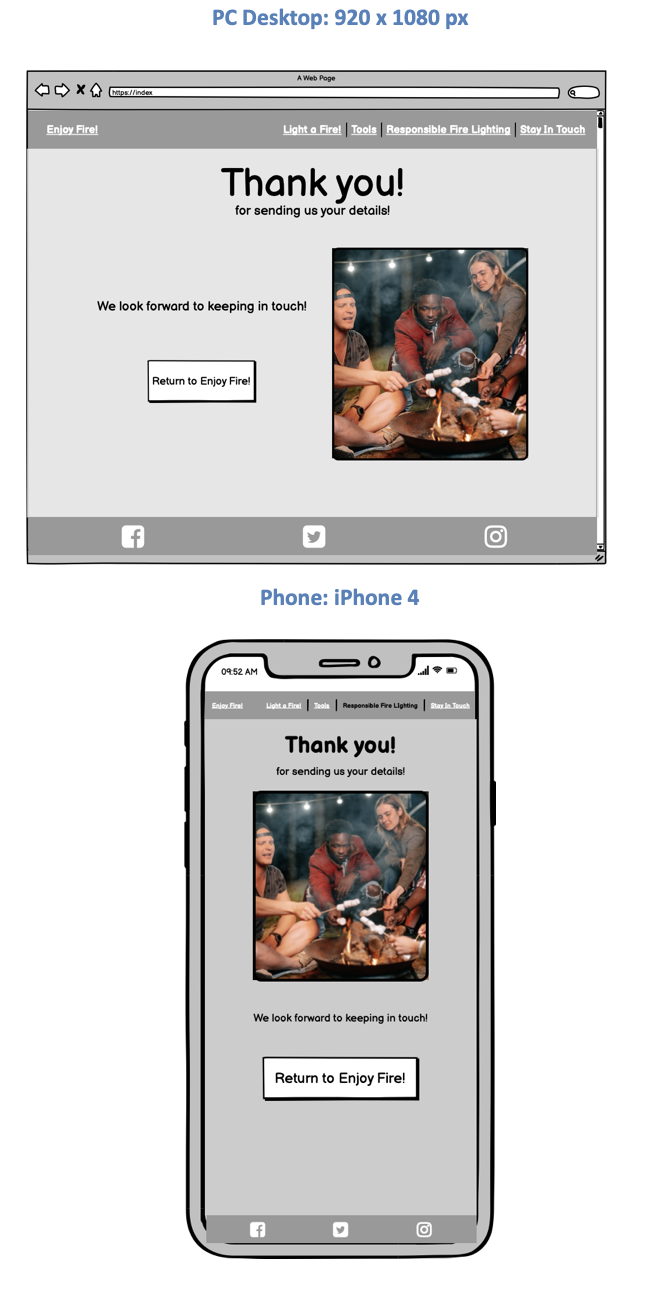 PC Desktop: 920 x 1080 px
A Web Page
https://index
Enjoy Fire! Light a Fire! Tools Responsible Fire Lighting Stay In Touch
Thank you!
for sending us your details!
We look forward to keeping in touch!
Return to Enjoy Fire!
Phone: iPhone 4
09:52 AM
Enjoy Fire! Light a Fire! Tools Responsible Fire LIghting Stay In Touch
Thank you!
for sending us your details!
We look forward to keeping in touch!
Return to Enjoy Fire!